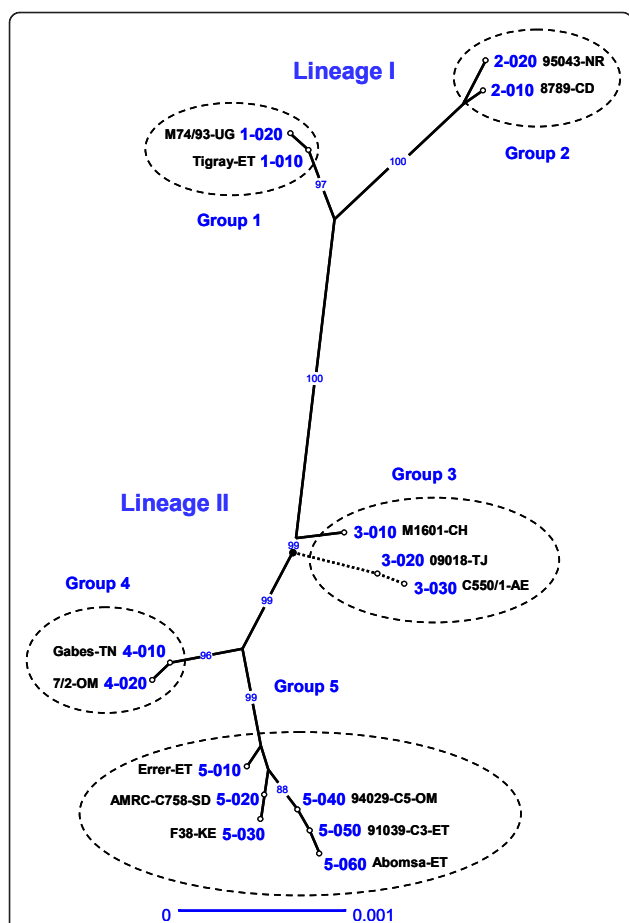 Lineage I
2-020 95043-NR
2-010 8789-CD
Group 2
M74/93-UG 1-020
Tigray-ET 1-010
97
100
Group 1
100
Group 3
Lineage II
3-010 M1601-CH
99
3-020 09018-TJ
3-030 C550/1-AE
Group 4
99
Gabes-TN 4-010
96
7/2-OM 4-020
Group 5
99
Errer-ET 5-010
88
AMRC-C758-SD 5-020
5-040 94029-C5-OM
F38-KE 5-030
5-050 91039-C3-ET
5-060 Abomsa-ET
0 0.001